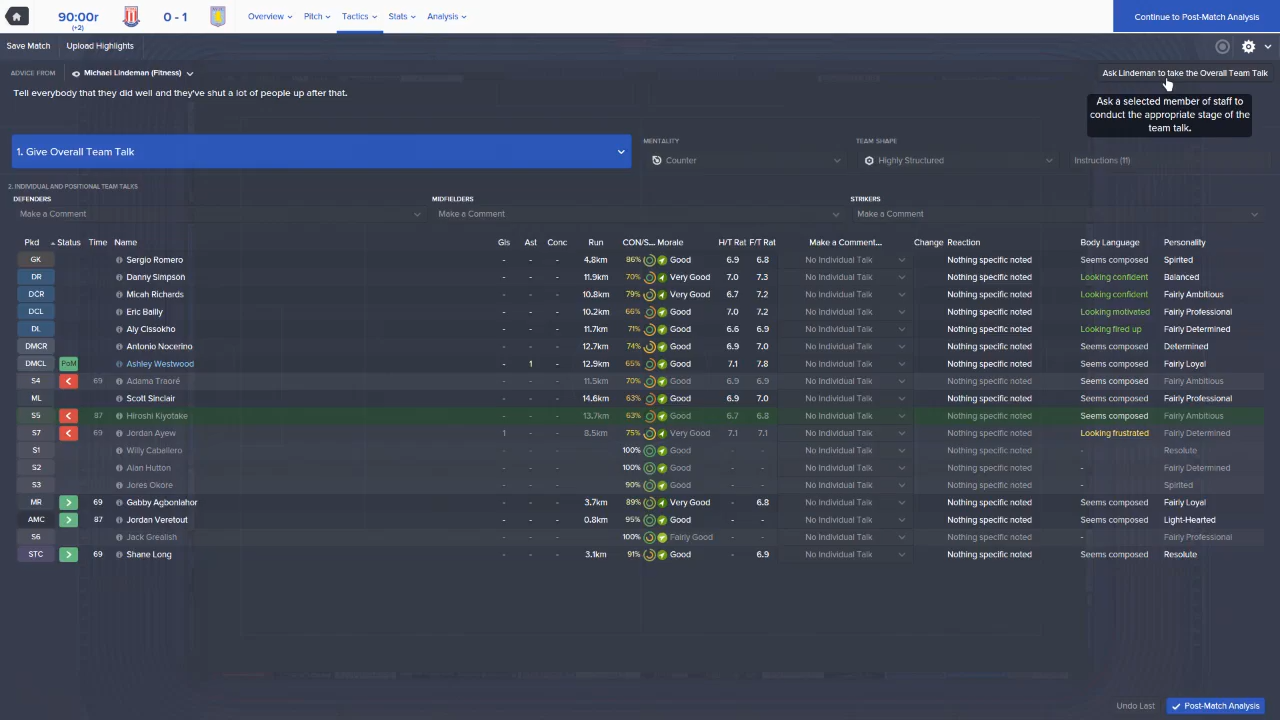 90:00r
(+2)
0 - 1
Overview
Pitch
Tactics
Stats
Analysis
Continue to Post-Match Analysis
Save Match
Upload Highlights
ADVICE FROM
Michael Lindeman (Fitness)
Ask Lindeman to take the Overall Team Talk
Tell everybody that they did well and they've shut a lot of people up after that.
Ask a selected member of staff to
conduct the appropriate stage of the
team talk.
1. Give Overall Team Talk
MENTALITY
Counter
TEAM SHAPE
Highly Structured
Instructions (11)
2. INDIVIDUAL AND POSITIONAL TEAM TALKS
DEFENDERS
MIDFIELDERS
STRIKERS
Make a Comment
Make a Comment
Make a Comment
Pkd Status Time Name Gls Ast Conc Run CON/S... Morale H/T Rat F/T Rat Make a Comment... Change Reaction Body Language Personality
GK Sergio Romero - - - 4.8km 86% Good 6.9 6.8 No Individual Talk Nothing specific noted Seems composed Spirited
DR Danny Simpson - - - 11.9km 70% Very Good 7.0 7.3 No Individual Talk Nothing specific noted Looking confident Balanced
DCR Micah Richards - - - 10.8km 79% Very Good 6.7 7.2 No Individual Talk Nothing specific noted Looking confident Fairly Ambitious
DCL Eric Bailly - - - 10.2km 66% Good 7.0 7.2 No Individual Talk Nothing specific noted Looking motivated Fairly Professional
DL Aly Cissokho - - - 11.7km 71% Good 6.6 6.9 No Individual Talk Nothing specific noted Looking fired up Fairly Determined
DMCR Antonio Nocerino - - - 12.7km 74% Good 6.9 7.0 No Individual Talk Nothing specific noted Seems composed Determined
DMCL PoM Ashley Westwood - 1 - 12.9km 65% Good 7.1 7.8 No Individual Talk Nothing specific noted Seems composed Fairly Loyal
S4 69 Adama Traoré - - - 11.5km 70% Good 6.9 6.9 No Individual Talk Nothing specific noted Seems composed Fairly Ambitious
ML Scott Sinclair - - - 14.6km 63% Good 6.9 7.0 No Individual Talk Nothing specific noted Seems composed Fairly Professional
S5 87 Hiroshi Kiyotake - - - 13.7km 63% Good 6.7 6.8 No Individual Talk Nothing specific noted Seems composed Fairly Ambitious
S7 69 Jordan Ayew 1 - - 8.5km 75% Very Good 7.1 7.1 No Individual Talk Nothing specific noted Looking frustrated Fairly Determined
S1 Willy Caballero - - - 100% Good - - No Individual Talk Nothing specific noted - Resolute
S2 Alan Hutton - - - 100% Good - - No Individual Talk Nothing specific noted - Fairly Determined
S3 Jores Okore - - - 90% Good - - No Individual Talk Nothing specific noted - Spirited
MR 69 Gabby Agbonlahor - - - 3.7km 89% Very Good - 6.8 No Individual Talk Nothing specific noted Seems composed Fairly Loyal
AMC 87 Jordan Veretout - - - 0.8km 95% Good - - No Individual Talk Nothing specific noted Seems composed Light-Hearted
S6 Jack Grealish - - - 100% Fairly Good - - No Individual Talk Nothing specific noted - Fairly Professional
STC 69 Shane Long - - - 3.1km 91% Good - 6.9 No Individual Talk Nothing specific noted Seems composed Resolute
Undo Last
Post-Match Analysis